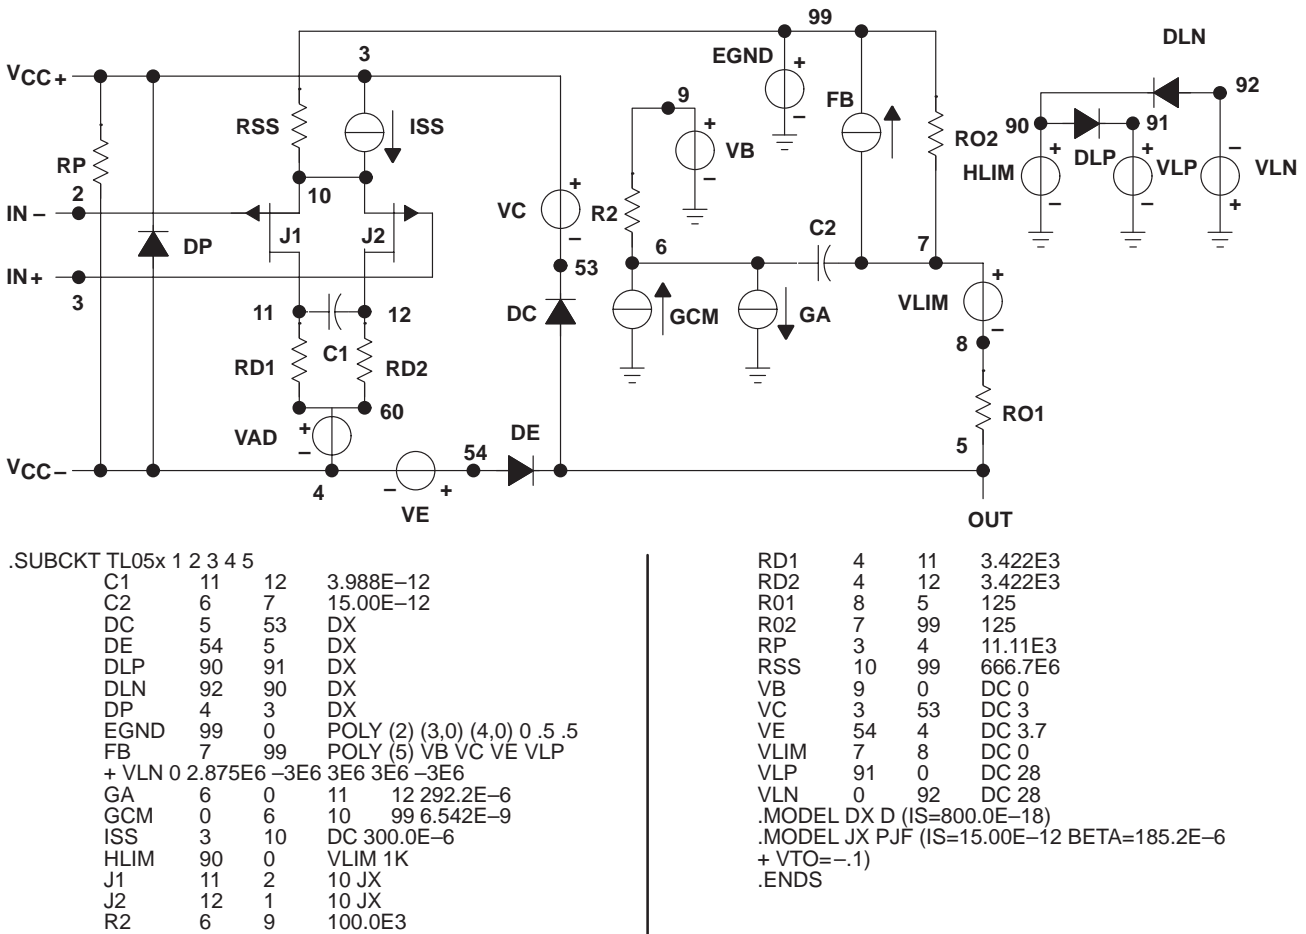 99
DLN
3
EGND
+
VCC+
92
9
FB
RSS
ISS
+
90
91
–
VB
RO2
DLP
+
+
RP
–
HLIM
VLP
VLN
10
2
+
–
–
+
IN –
VC
R2
C2
J1
J2
–
6
7
DP
53
IN+
+
3
VLIM
11
12
DC
GCM
GA
–
C1
8
RD1
RD2
60
RO1
VAD
+
DE
–
54
5
VCC–
4
–
+
VE
OUT
.SUBCKT TL05x 1 2 3 4 5
C1 11 12 3.988E–12
C2 6 7 15.00E–12
DC 5 53 DX
DE 54 5 DX
DLP 90 91 DX
DLN 92 90 DX
DP 4 3 DX
EGND 99 0 POLY (2) (3,0) (4,0) 0 .5 .5
FB 7 99 POLY (5) VB VC VE VLP
+ VLN 0 2.875E6 –3E6 3E6 3E6 –3E6
GA 6 0 11 12 292.2E–6
GCM 0 6 10 99 6.542E–9
ISS 3 10 DC 300.0E–6
HLIM 90 0 VLIM 1K
J1 11 2 10 JX
J2 12 1 10 JX
R2 6 9 100.0E3
RD1 4 11 3.422E3
RD2 4 12 3.422E3
R01 8 5 125
R02 7 99 125
RP 3 4 11.11E3
RSS 10 99 666.7E6
VB 9 0 DC 0
VC 3 53 DC 3
VE 54 4 DC 3.7
VLIM 7 8 DC 0
VLP 91 0 DC 28
VLN 0 92 DC 28
.MODEL DX D (IS=800.0E–18)
.MODEL JX PJF (IS=15.00E–12 BETA=185.2E–6
+ VTO=–.1)
.ENDS